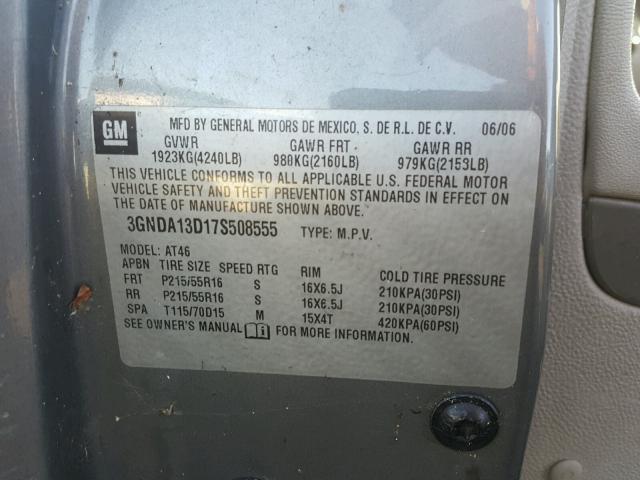 GM
MFD BY GENERAL MOTORS DE MEXICO, S. DE R.L. DE C.V. 06/06
GVWR GAWR FRT GAWR RR
1923KG(4240LB) 980KG(2160LB) 979KG(2153LB)
THIS VEHICLE CONFORMS TO ALL APPLICABLE U.S. FEDERAL MOTOR
VEHICLE SAFETY AND THEFT PREVENTION STANDARDS IN EFFECT ON
THE DATE OF MANUFACTURE SHOWN ABOVE.
3GNDA13D17S508555 TYPE: M.P.V.
MODEL: AT46
APBN TIRE SIZE SPEED RTG RIM COLD TIRE PRESSURE
FRT P215/55R16 S 16X6.5J 210KPA(30PSI)
RR P215/55R16 S 16X6.5J 210KPA(30PSI)
SPA T115/70D15 M 15X4T 420KPA(60PSI)
SEE OWNER'S MANUAL FOR MORE INFORMATION.